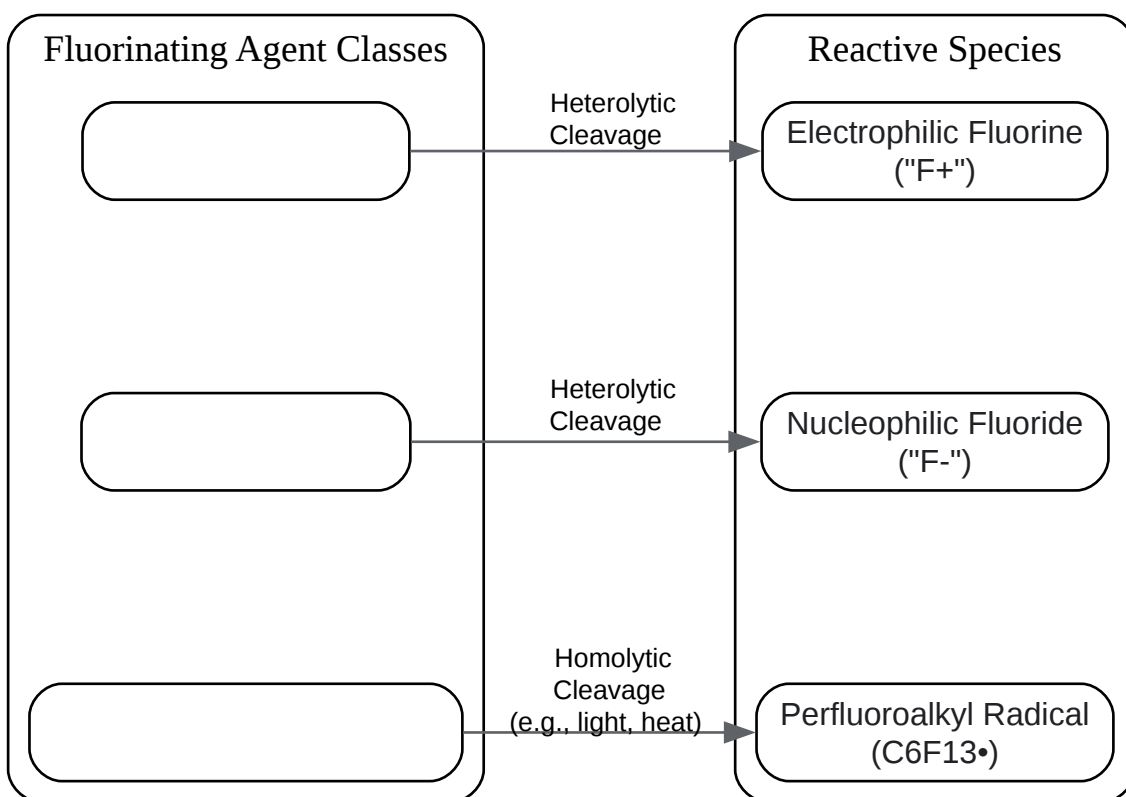 Fluorinating Agent Classes
Reactive Species
Heterolytic
Cleavage
Electrophilic Fluorine
("F+")
Heterolytic
Cleavage
Nucleophilic Fluoride
("F-")
Homolytic
Cleavage
(e.g., light, heat)
Perfluoroalkyl Radical
(C6F13•)